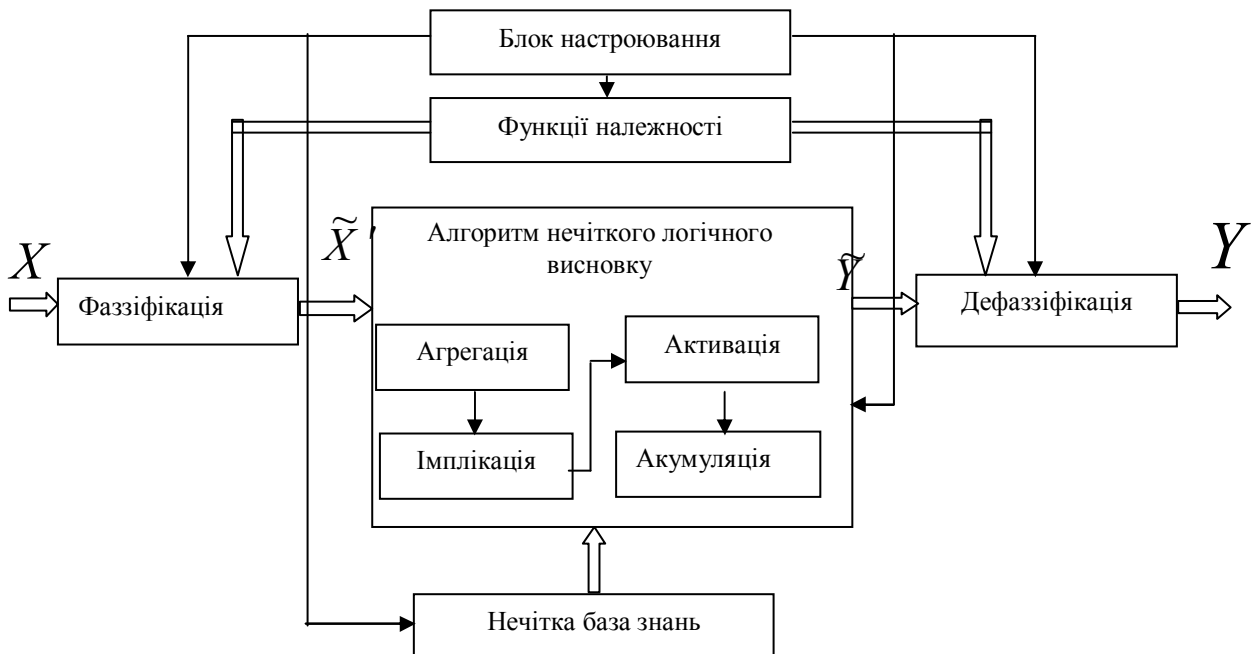 Блок настроювання
Функції належності
X
X̃ '
Алгоритм нечіткого логічного
висновку
Ỹ
Y
Фаззіфікація
Дефаззіфікація
Агрегація
Активація
Імплікація
Акумуляція
Нечітка база знань